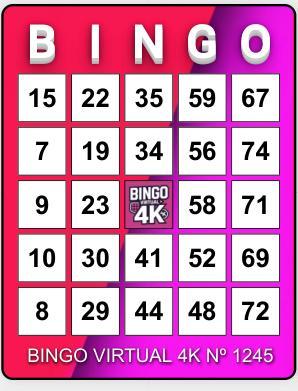 B I N G O
15 22 35 59 67
7 19 34 56 74
9 23 BINGO VIRTUAL 4K 58 71
10 30 41 52 69
8 29 44 48 72
BINGO VIRTUAL 4K Nº 1245